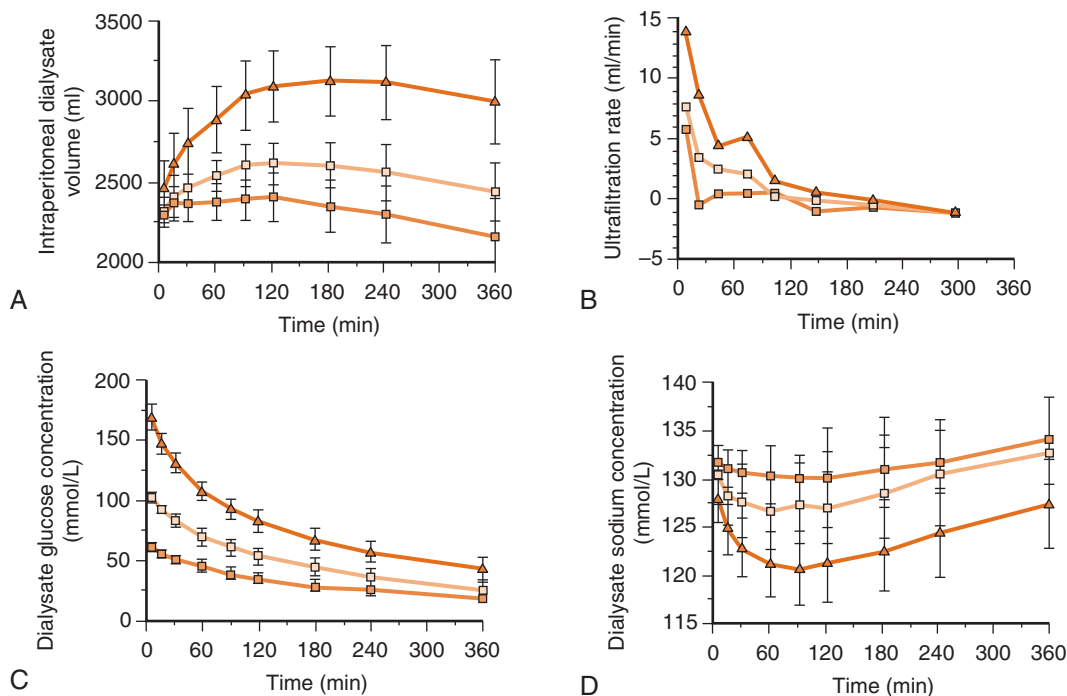 Intraperitoneal dialysate
volume (ml)
3500
3000
2500
2000
0 60 120 180 240 300 360
Time (min)
A
Ultrafiltration rate (ml/min)
15
10
5
0
–5
0 60 120 180 240 300 360
Time (min)
B
Dialysate glucose concentration
(mmol/L)
200
150
100
50
0
0 60 120 180 240 300 360
Time (min)
C
Dialysate sodium concentration
(mmol/L)
140
135
130
125
120
115
0 60 120 180 240 300 360
Time (min)
D